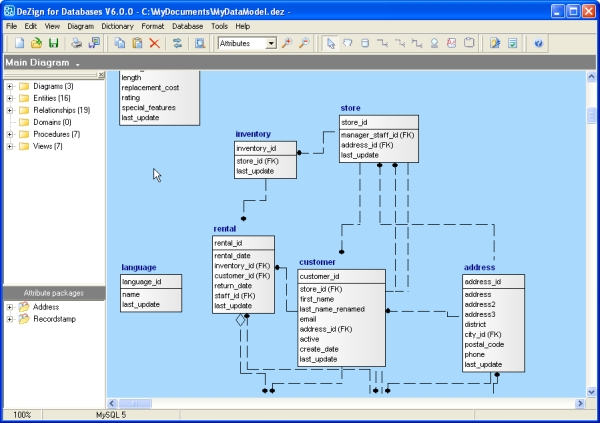 DeZign for Databases V6.0.0 - C:\MyDocuments\MyDataModel.dez -
File Edit View Diagram Dictionary Format Database Tools Help
Attributes
Main Diagram
Diagrams (3)
Entities (16)
Relationships (19)
Domains (0)
Procedures (7)
Views (7)
Attribute packages
Address
Recordstamp
length
replacement_cost
rating
special_features
last_update
store
store_id
manager_staff_id (FK)
address_id (FK)
last_update
inventory
inventory_id
store_id (FK)
last_update
rental
rental_id
rental_date
inventory_id (FK)
customer_id (FK)
return_date
staff_id (FK)
last_update
language
language_id
name
last_update
customer
customer_id
store_id (FK)
first_name
last_name_renamed
email
address_id (FK)
active
create_date
last_update
address
address_id
address
address2
address3
district
city_id (FK)
postal_code
phone
last_update
100% MySQL 5